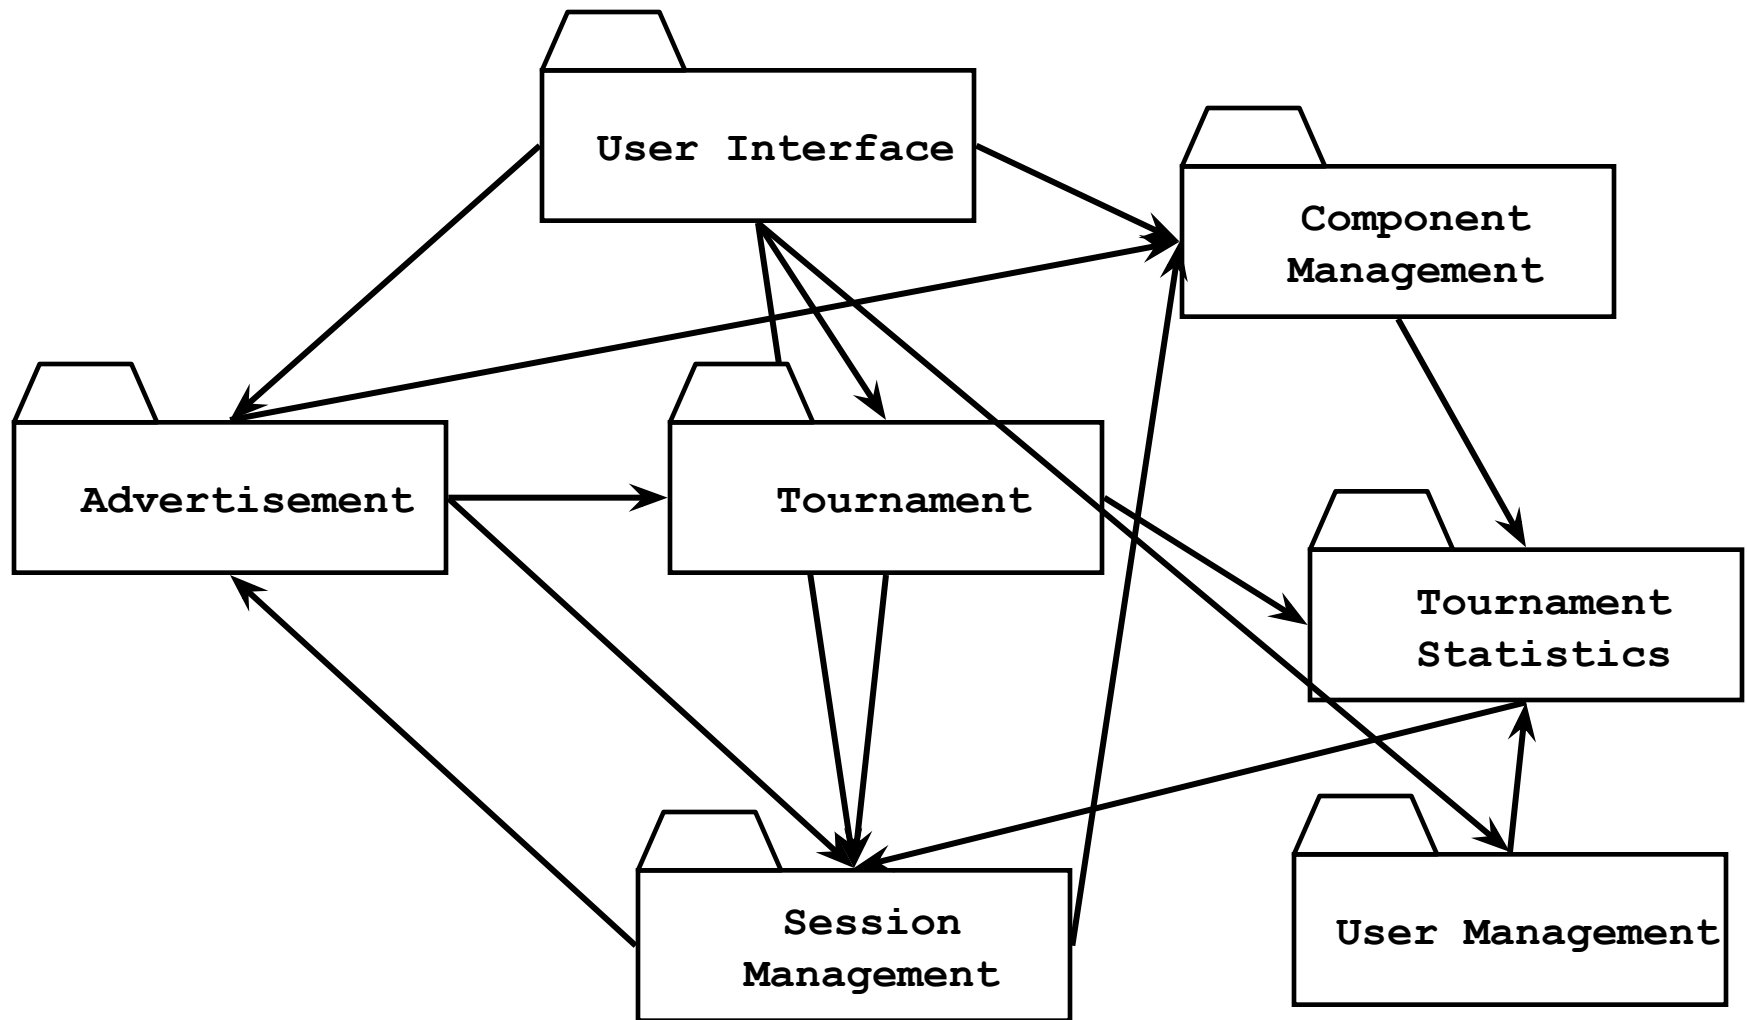 User Interface
Component
Management
Advertisement
Tournament
Tournament
Statistics
Session
Management
User Management